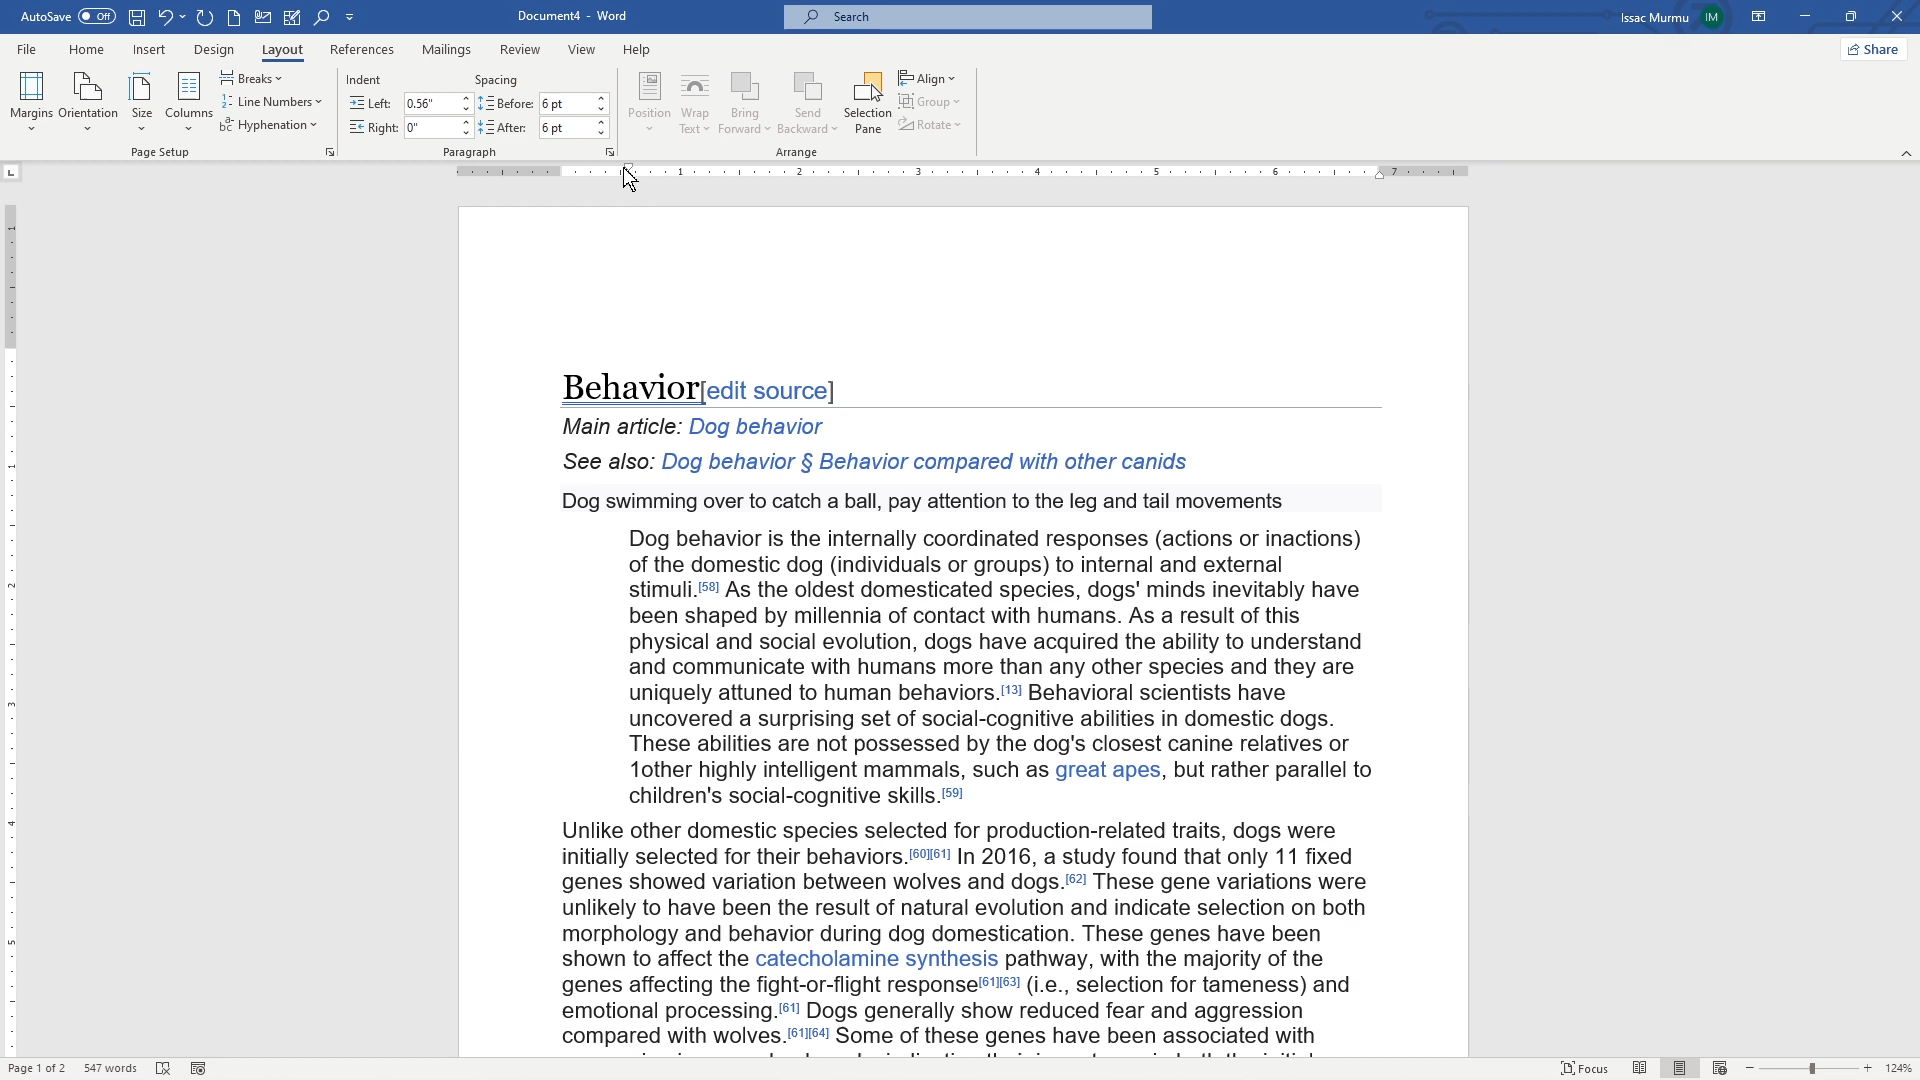 AutoSave Off Document4 - Word Search Issac Murmu IM
File Home Insert Design Layout References Mailings Review View Help Share
Margins Orientation Size Columns Breaks Line Numbers Hyphenation Page Setup
Indent Left: 0.56" Right: 0" Spacing Before: 6 pt After: 6 pt Paragraph
Position Wrap Text Bring Forward Send Backward Selection Pane Align Group Rotate Arrange
1 2 3 4 5 6 7
1
1
2
3
4
5
Behavior[edit source]
Main article: Dog behavior
See also: Dog behavior § Behavior compared with other canids
Dog swimming over to catch a ball, pay attention to the leg and tail movements
Dog behavior is the internally coordinated responses (actions or inactions)
of the domestic dog (individuals or groups) to internal and external
stimuli.[58] As the oldest domesticated species, dogs' minds inevitably have
been shaped by millennia of contact with humans. As a result of this
physical and social evolution, dogs have acquired the ability to understand
and communicate with humans more than any other species and they are
uniquely attuned to human behaviors.[13] Behavioral scientists have
uncovered a surprising set of social-cognitive abilities in domestic dogs.
These abilities are not possessed by the dog's closest canine relatives or
1other highly intelligent mammals, such as great apes, but rather parallel to
children's social-cognitive skills.[59]
Unlike other domestic species selected for production-related traits, dogs were
initially selected for their behaviors.[60][61] In 2016, a study found that only 11 fixed
genes showed variation between wolves and dogs.[62] These gene variations were
unlikely to have been the result of natural evolution and indicate selection on both
morphology and behavior during dog domestication. These genes have been
shown to affect the catecholamine synthesis pathway, with the majority of the
genes affecting the fight-or-flight response[61][63] (i.e., selection for tameness) and
emotional processing.[61] Dogs generally show reduced fear and aggression
compared with wolves.[61][64] Some of these genes have been associated with
Page 1 of 2 547 words Focus 124%